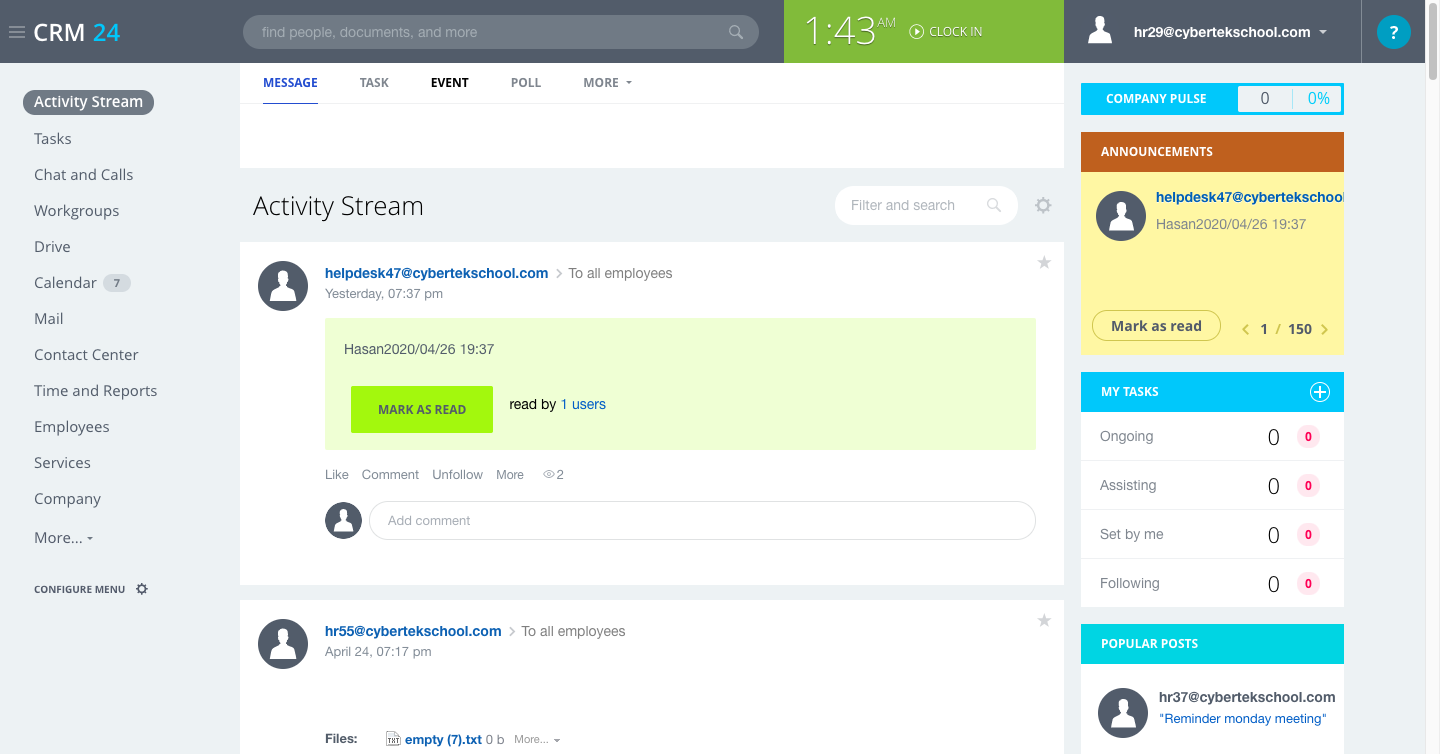 CRM 24
find people, documents, and more
1:43 AM CLOCK IN
hr29@cybertekschool.com
?
Activity Stream
Tasks
Chat and Calls
Workgroups
Drive
Calendar 7
Mail
Contact Center
Time and Reports
Employees
Services
Company
More...
CONFIGURE MENU
MESSAGE TASK EVENT POLL MORE
Activity Stream
Filter and search
helpdesk47@cybertekschool.com To all employees
Yesterday, 07:37 pm
Hasan2020/04/26 19:37
MARK AS READ read by 1 users
Like Comment Unfollow More 2
Add comment
hr55@cybertekschool.com To all employees
April 24, 07:17 pm
Files: TXT empty (7).txt 0 b More...
COMPANY PULSE 0 0%
ANNOUNCEMENTS
helpdesk47@cybertekschool
Hasan2020/04/26 19:37
Mark as read 1 / 150
MY TASKS
Ongoing 0 0
Assisting 0 0
Set by me 0 0
Following 0 0
POPULAR POSTS
hr37@cybertekschool.com
"Reminder monday meeting"